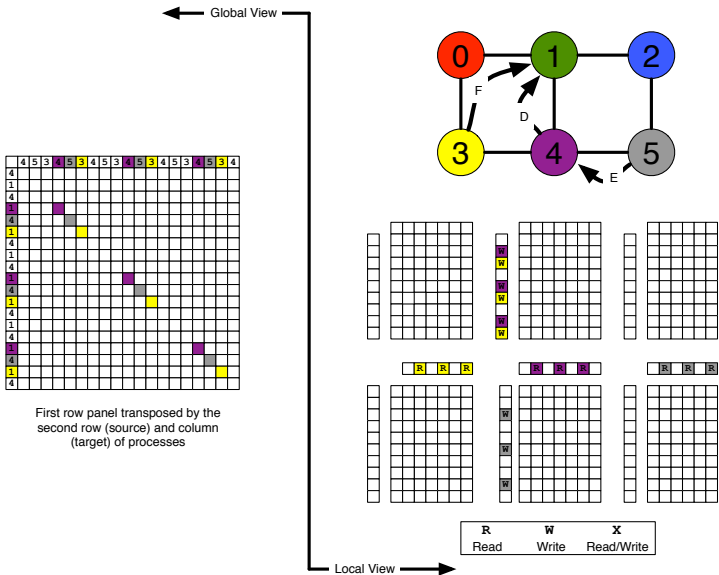 Global View
0 1 2
F
D
3 4 5
E
4 5 3 4 5 3 4 5 3 4 5 3 4 5 3 4 5 3 4
4
1
4
1
4
1
4
1
4
1
4
1
4
1
4
1
4
1
4
W
W
W
W
W
W
R R R R R R R R R
W
W
W
First row panel transposed by the
second row (source) and column
(target) of processes
R W X
Read Write Read/Write
Local View